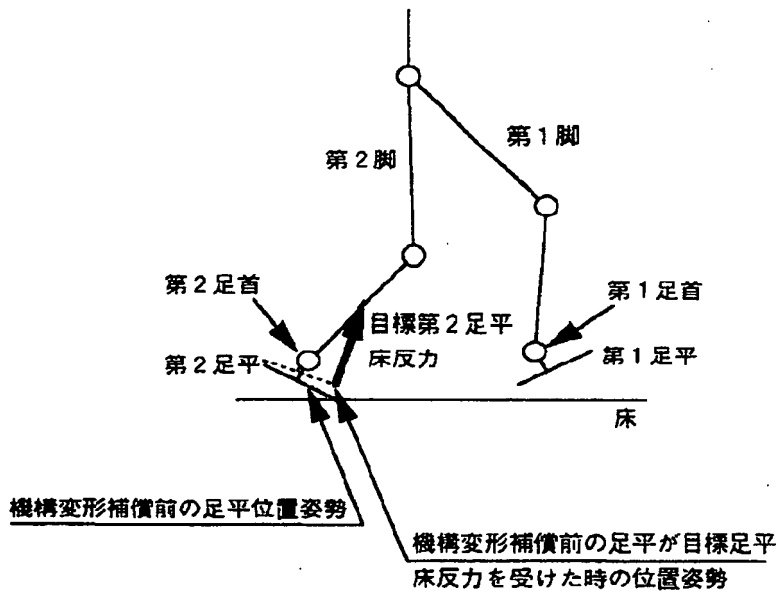 第1脚
第2脚
第2足首
第1足首
目標第2足平
床反力
第2足平
第1足平
床
機構変形補償前の足平位置姿勢
機構変形補償前の足平が目標足平
床反力を受けた時の位置姿勢